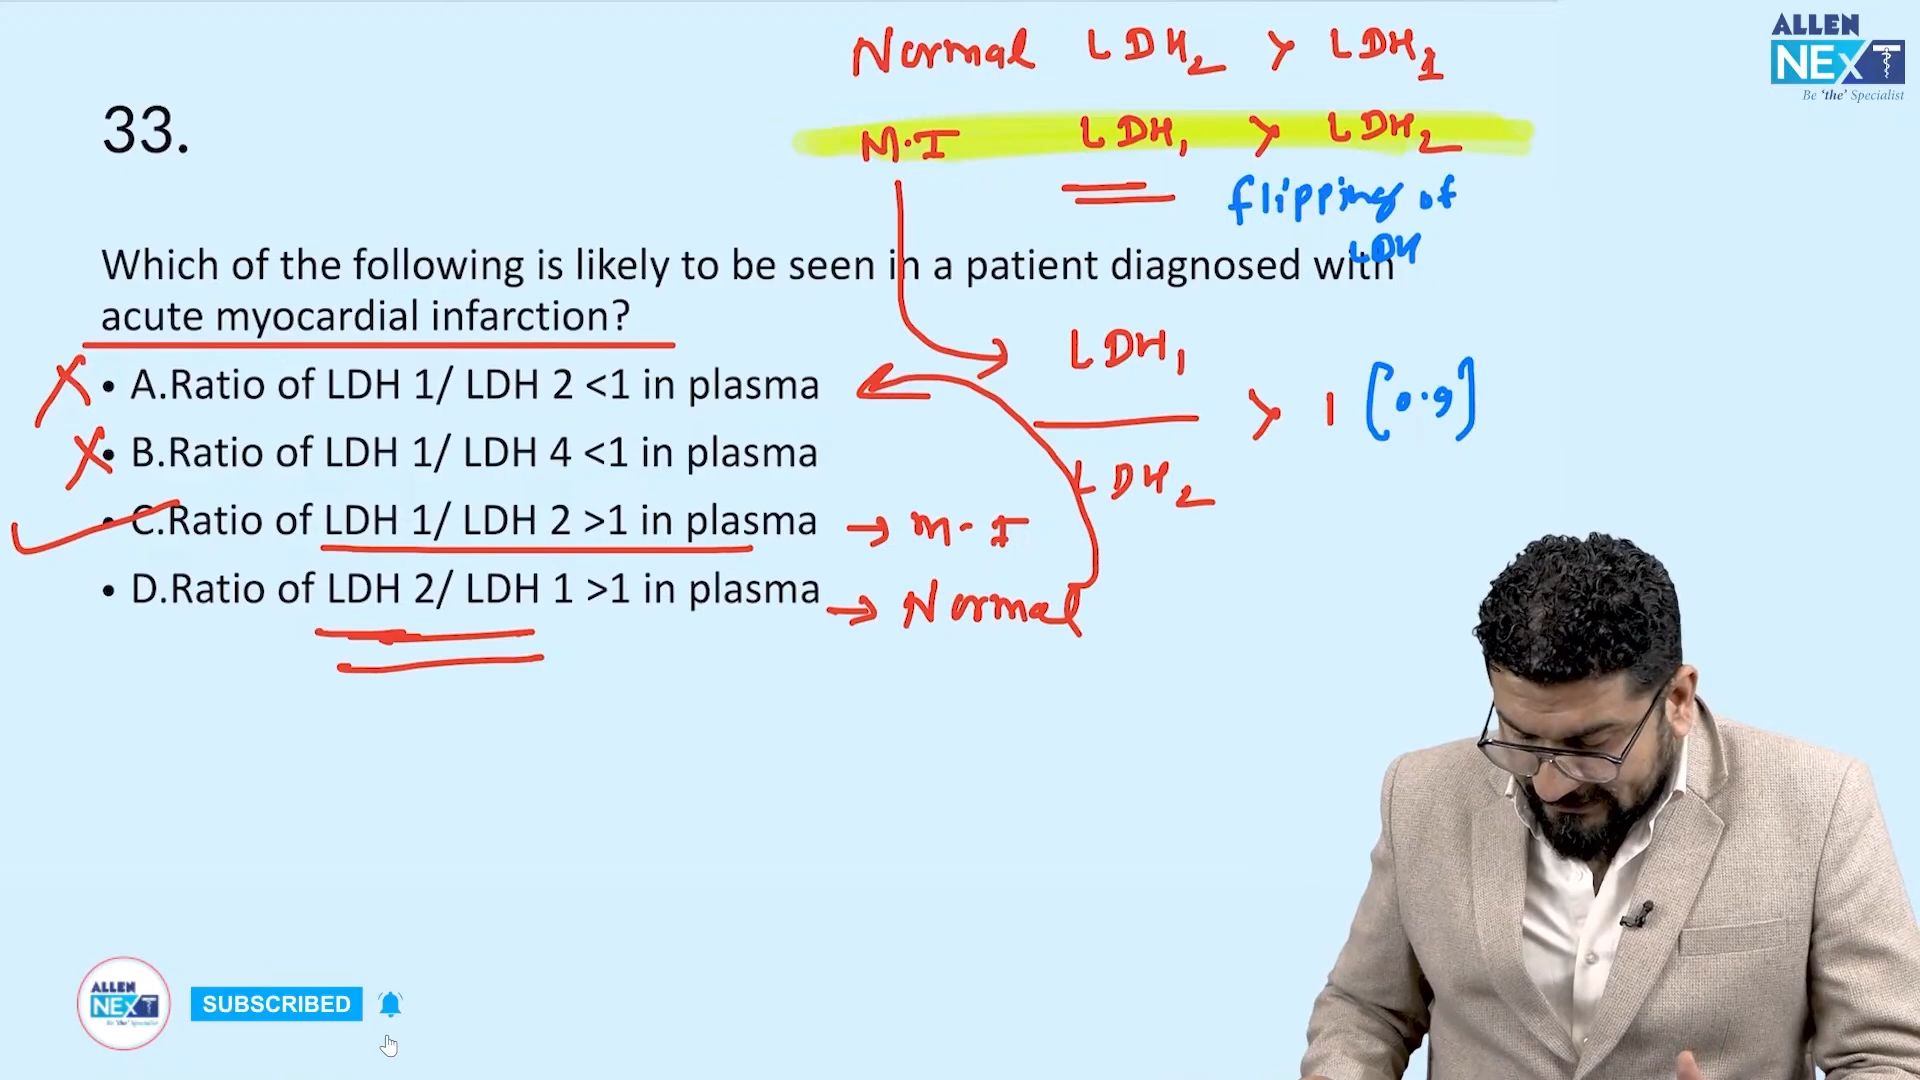 ALLEN
NEXT
Be 'the' Specialist
Normal LDH2 > LDH1
M.I LDH1 > LDH2
flipping of
LDH
33.
Which of the following is likely to be seen in a patient diagnosed with
acute myocardial infarction?
LDH1
> 1 [0.9]
LDH2
• A.Ratio of LDH 1/ LDH 2 <1 in plasma
• B.Ratio of LDH 1/ LDH 4 <1 in plasma
• C.Ratio of LDH 1/ LDH 2 >1 in plasma → M-I
• D.Ratio of LDH 2/ LDH 1 >1 in plasma → Normal
ALLEN
NEXT
Be 'the' Specialist
SUBSCRIBED